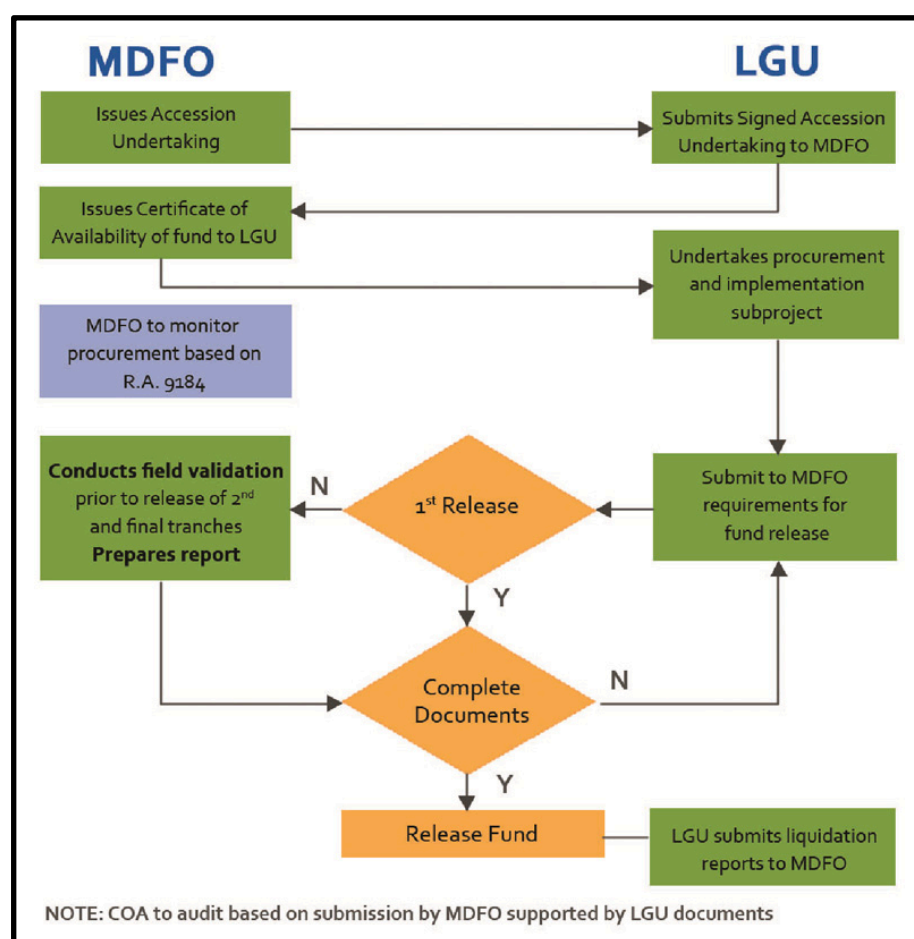 MDFO
LGU
Issues Accession
Undertaking
Submits Signed Accession
Undertaking to MDFO
Issues Certificate of
Availability of fund to LGU
Undertakes procurement
and implementation
subproject
MDFO to monitor
procurement based on
R.A. 9184
Conducts field validation
prior to release of 2nd
and final tranches
Prepares report
N
1st Release
Submit to MDFO
requirements for
fund release
Y
Complete
Documents
N
Y
Release Fund
LGU submits liquidation
reports to MDFO
NOTE: COA to audit based on submission by MDFO supported by LGU documents